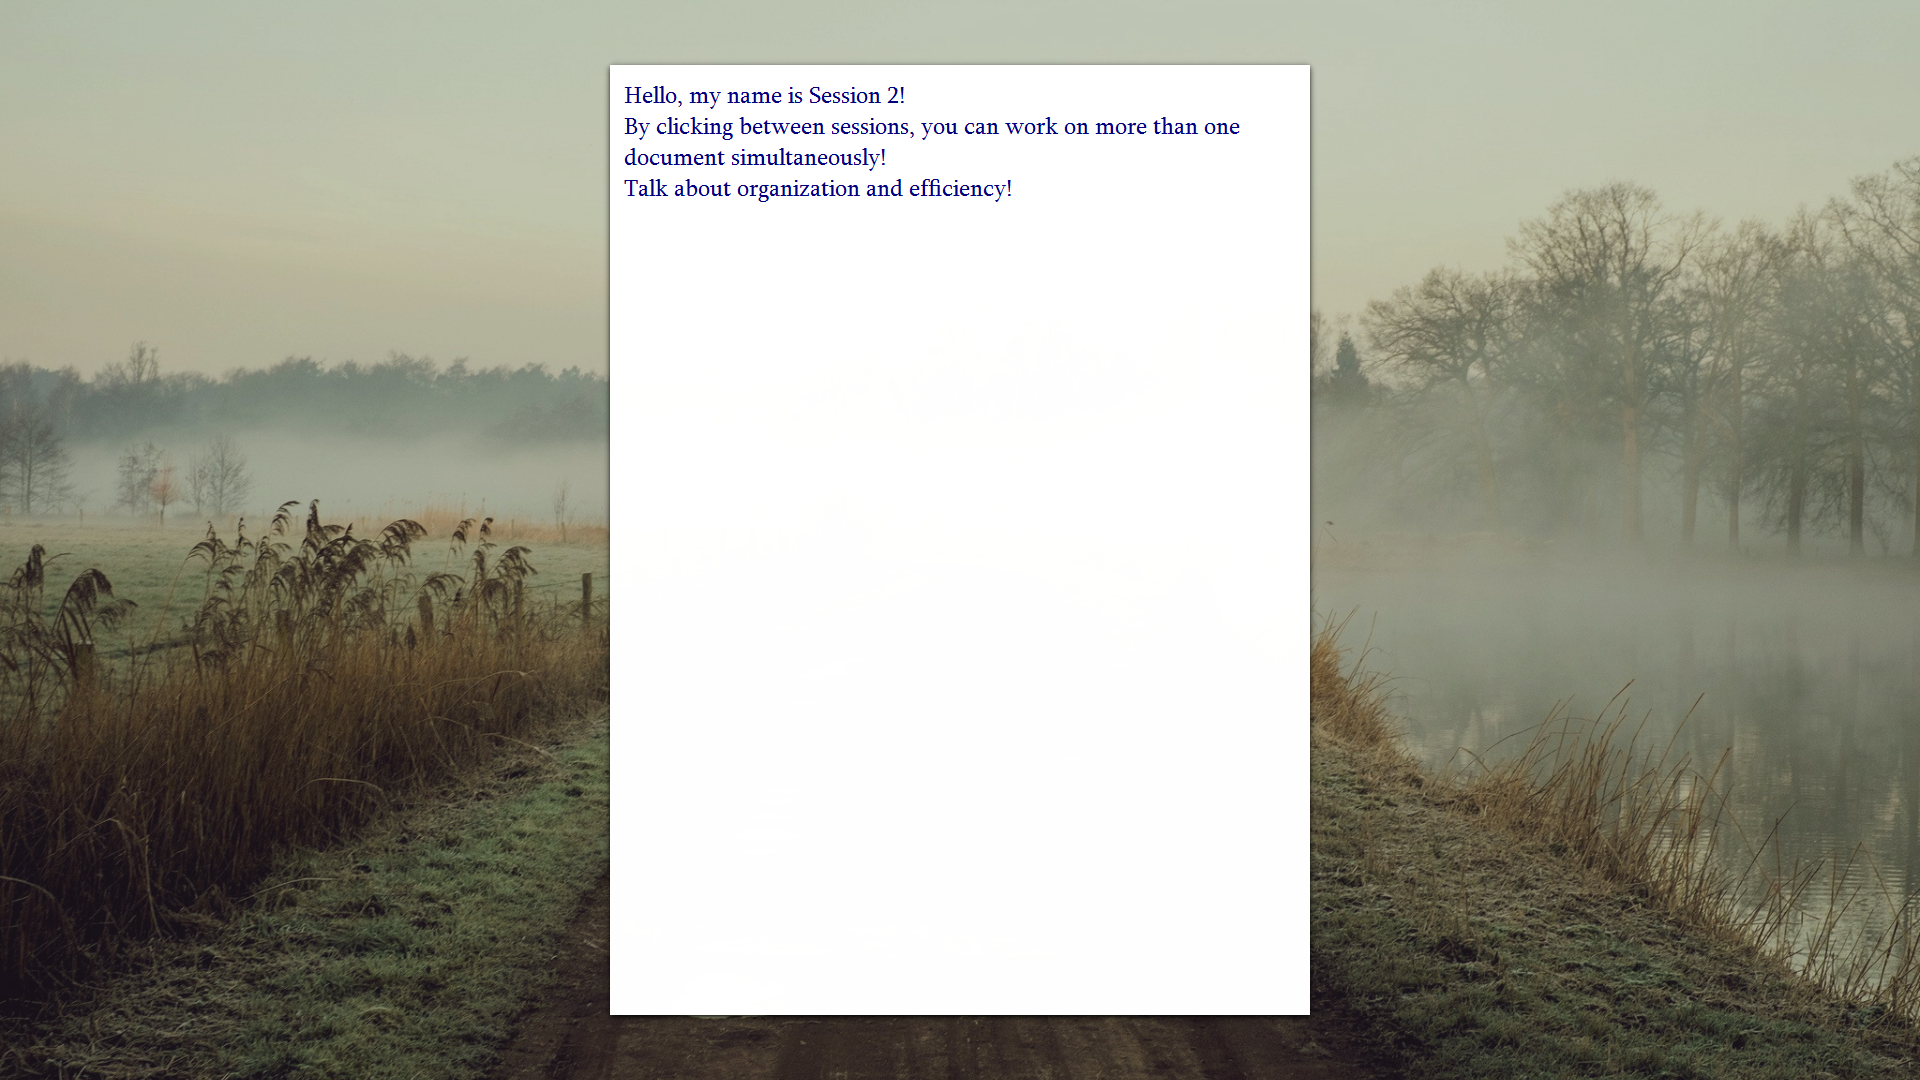 Hello, my name is Session 2!
By clicking between sessions, you can work on more than one
document simultaneously!
Talk about organization and efficiency!